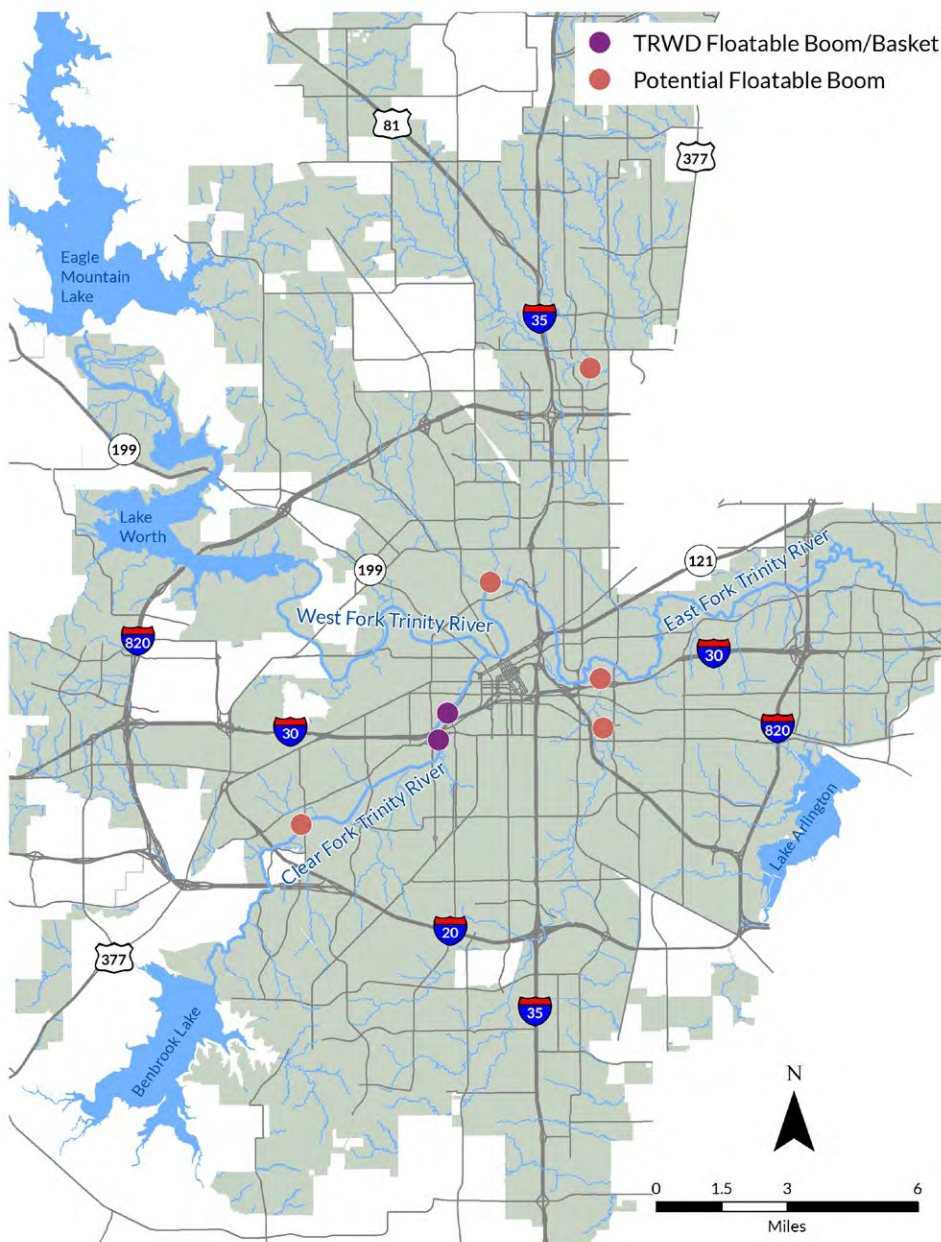 TRWD Floatable Boom/Basket
Potential Floatable Boom
81
377
Eagle
Mountain
Lake
35
199
Lake
Worth
199
121
West Fork Trinity River
East Fork Trinity River
820
30
30
820
Clear Fork Trinity River
Lake Arlington
20
377
35
Benbrook Lake
N
0 1.5 3 6
Miles